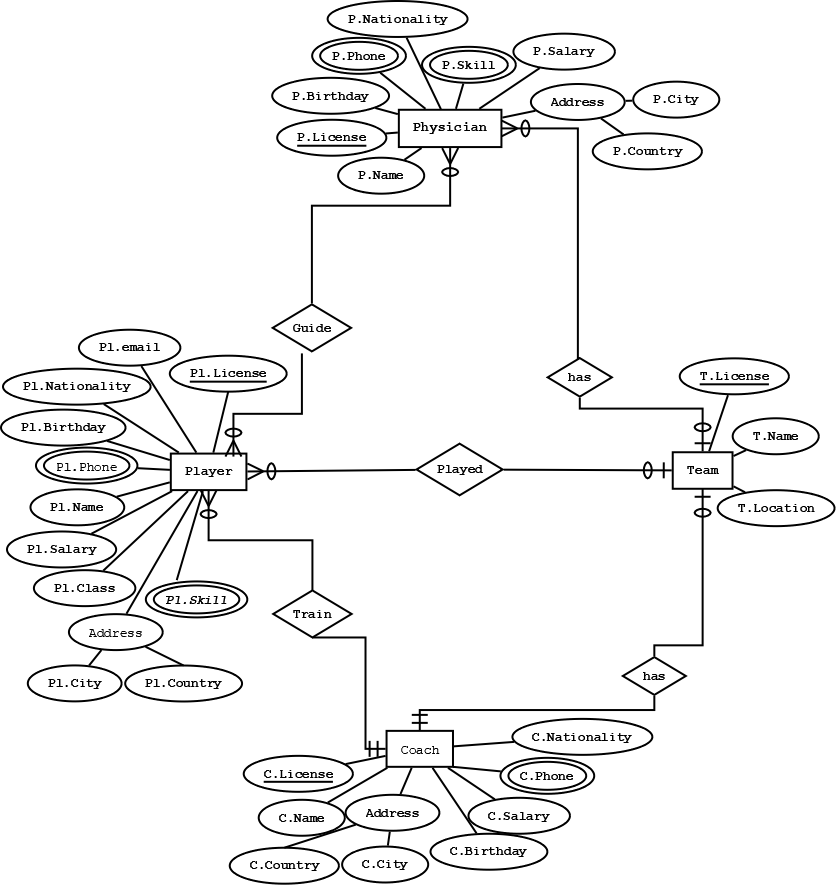 P.Nationality
P.Phone
P.Skill
P.Salary
P.Birthday
Address
P.City
P.License
Physician
P.Country
P.Name
Guide
Pl.email
Pl.Nationality
Pl.License
has
T.License
Pl.Birthday
T.Name
Pl.Phone
Player
Played
Team
Pl.Name
T.Location
Pl.Salary
Pl.Class
Pl.Skill
Train
Address
Pl.City
Pl.Country
has
C.Nationality
Coach
C.License
C.Phone
C.Name
Address
C.Salary
C.Country
C.City
C.Birthday